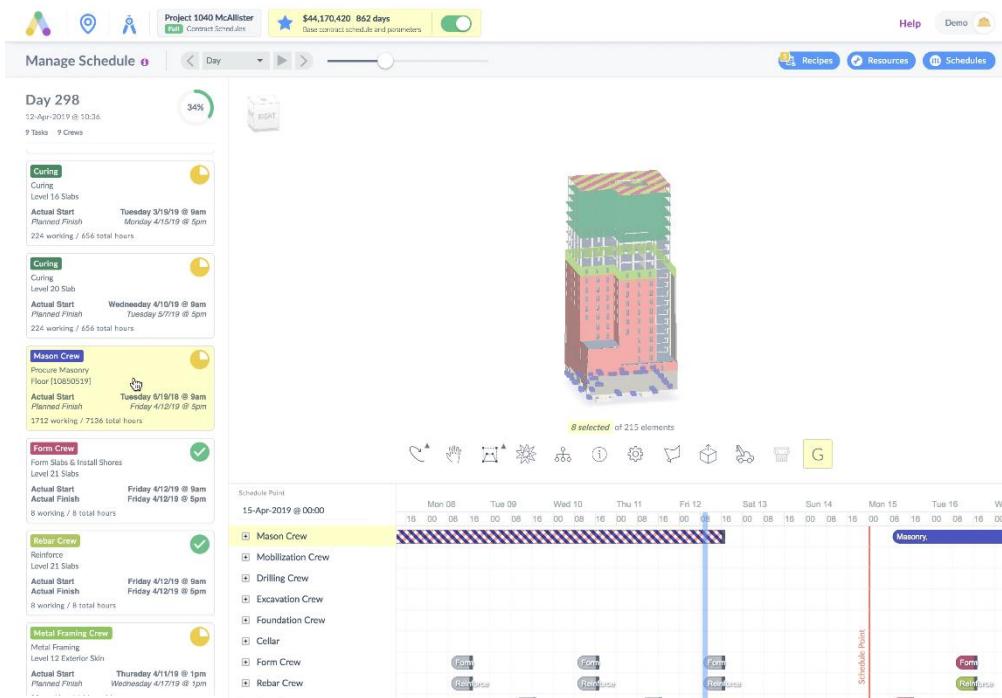 Project 1040 McAllister
Full Contract Schedules
$44,170,420 862 days
Base contract schedule and parameters
Help
Demo
Manage Schedule
Day
Recipes
Resources
Schedules
Day 298
12-Apr-2019 @ 10:36
9 Tasks 9 Crews
34%
Curing
Curing
Level 16 Slabs
Actual Start Tuesday 3/19/19 @ 9am
Planned Finish Monday 4/15/19 @ 5pm
224 working / 656 total hours
Curing
Curing
Level 20 Slab
Actual Start Wednesday 4/10/19 @ 9am
Planned Finish Tuesday 5/7/19 @ 5pm
224 working / 656 total hours
Mason Crew
Procure Masonry
Floor [10850519]
Actual Start Tuesday 6/19/18 @ 9am
Planned Finish Friday 4/12/19 @ 5pm
1712 working / 7136 total hours
Form Crew
Form Slabs & Install Shores
Level 21 Slabs
Actual Start Friday 4/12/19 @ 9am
Actual Finish Friday 4/12/19 @ 5pm
8 working / 8 total hours
Rebar Crew
Reinforce
Level 21 Slabs
Actual Start Friday 4/12/19 @ 9am
Actual Finish Friday 4/12/19 @ 5pm
8 working / 8 total hours
Metal Framing Crew
Metal Framing
Level 12 Exterior Skin
Actual Start Thursday 4/11/19 @ 1pm
Planned Finish Wednesday 4/17/19 @ 1pm
RIGHT
8 selected of 215 elements
G
Schedule Point
15-Apr-2019 @ 00:00
Mon 08 Tue 09 Wed 10 Thu 11 Fri 12 Sat 13 Sun 14 Mon 15 Tue 16 W
16 00 08 16 00 08 16 00 08 16 00 08 16 00 08 16 00 08 16 00 08 16 00 08 16 00 08 16 00
Mason Crew
Masonry,
Mobilization Crew
Drilling Crew
Excavation Crew
Foundation Crew
Cellar
Form Crew
Form Form Form Form
Rebar Crew
Reinforce Reinforce Reinforce Reinforce
Schedule Point